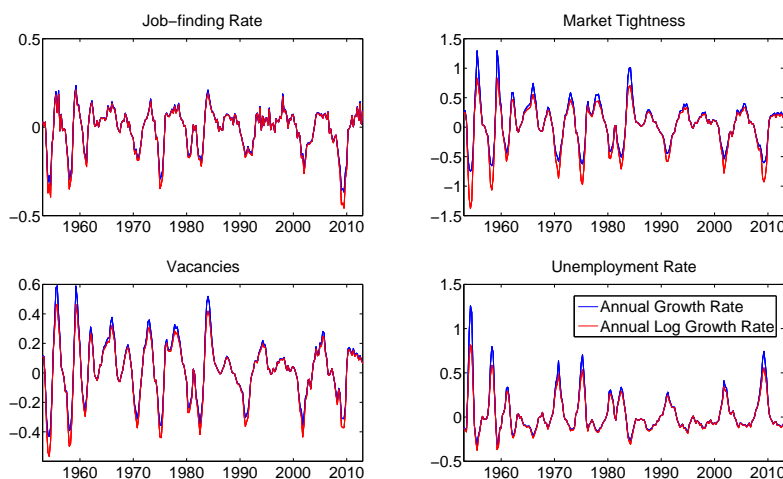 Job-finding Rate
0.5
0
−0.5
1960 1970 1980 1990 2000 2010
Market Tightness
1.5
1
0.5
0
−0.5
−1
−1.5
1960 1970 1980 1990 2000 2010
Vacancies
0.6
0.4
0.2
0
−0.2
−0.4
1960 1970 1980 1990 2000 2010
Unemployment Rate
1.5
1
0.5
0
−0.5
1960 1970 1980 1990 2000 2010
Annual Growth Rate
Annual Log Growth Rate